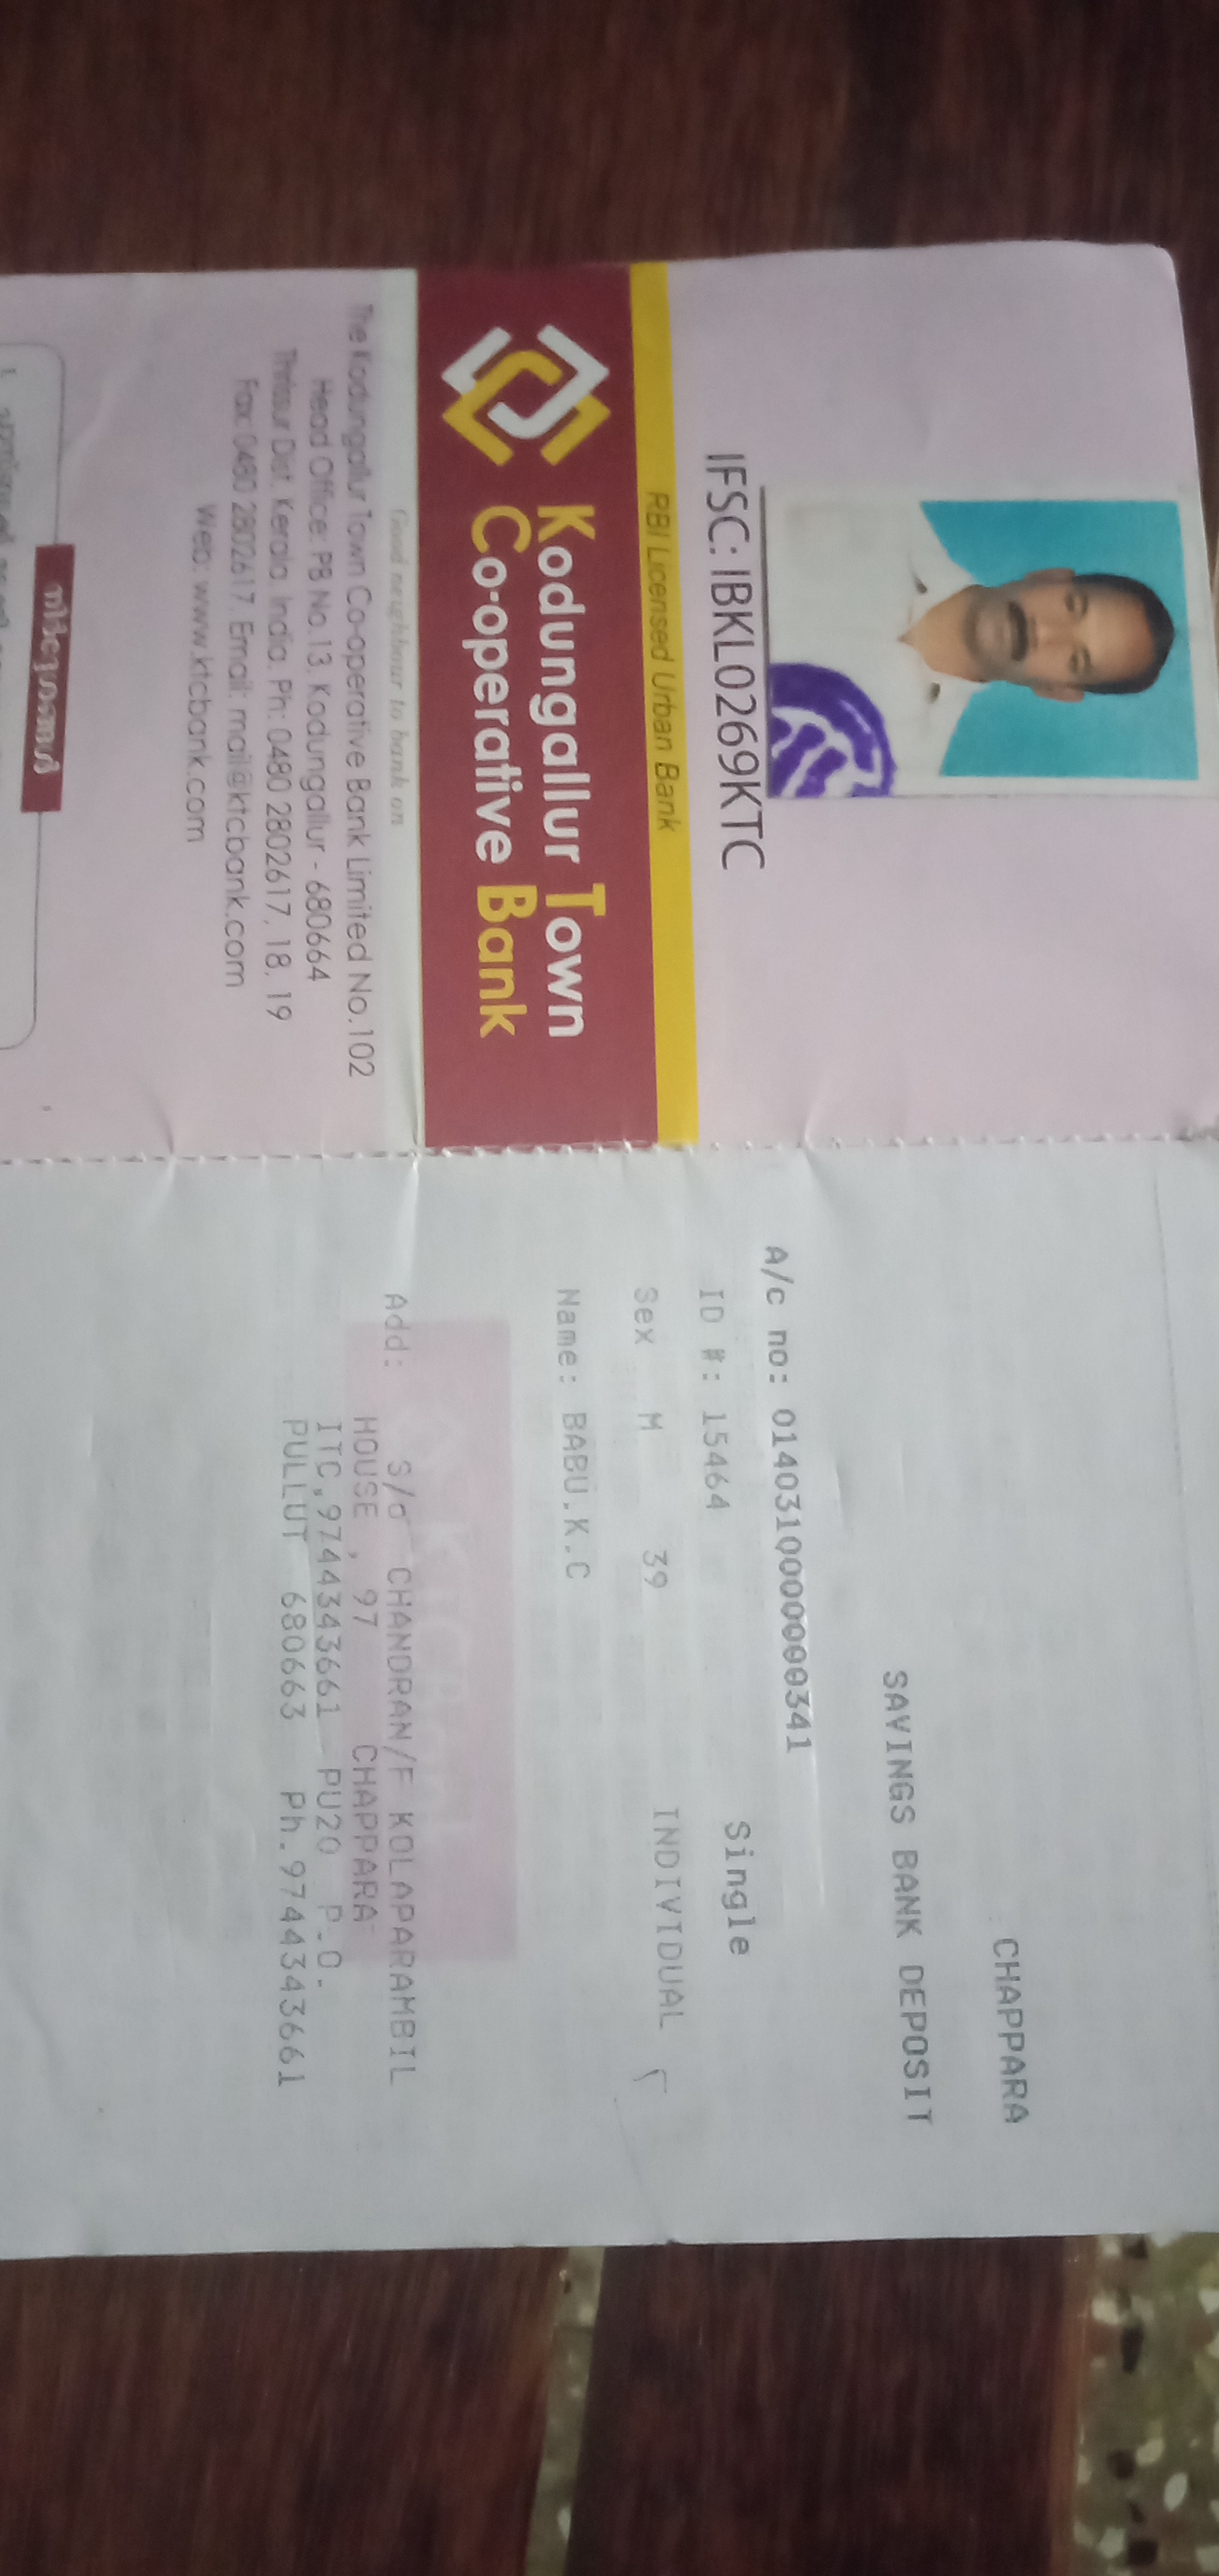 IFSC: IBKL0269KTC
RBI Licensed Urban Bank
Kodungallur Town
Co-operative Bank
Good neighbour to bank on
The Kodungallur Town Co-operative Bank Limited No.102
Head Office: PB No.13, Kodungallur - 680664
Thrissur Dist, Kerala, India. Ph: 0480 2802617, 18, 19
Fax: 0480 2802617, Email: mail@ktcbank.com
Web: www.ktcbank.com
നിർദ്ദേശങ്ങൾ
CHAPPARA
SAVINGS BANK DEPOSIT
A/c no: 014031000000341
Single
ID #: 15464
Sex M 39 INDIVIDUAL
Name: BABU.K.C
Add: S/o CHANDRAN/F KOLAPARAMBIL
HOUSE , 97 CHAPPARA
ITC,9744343661 PU20 P.O.
PULLUT 680663 Ph.9744343661